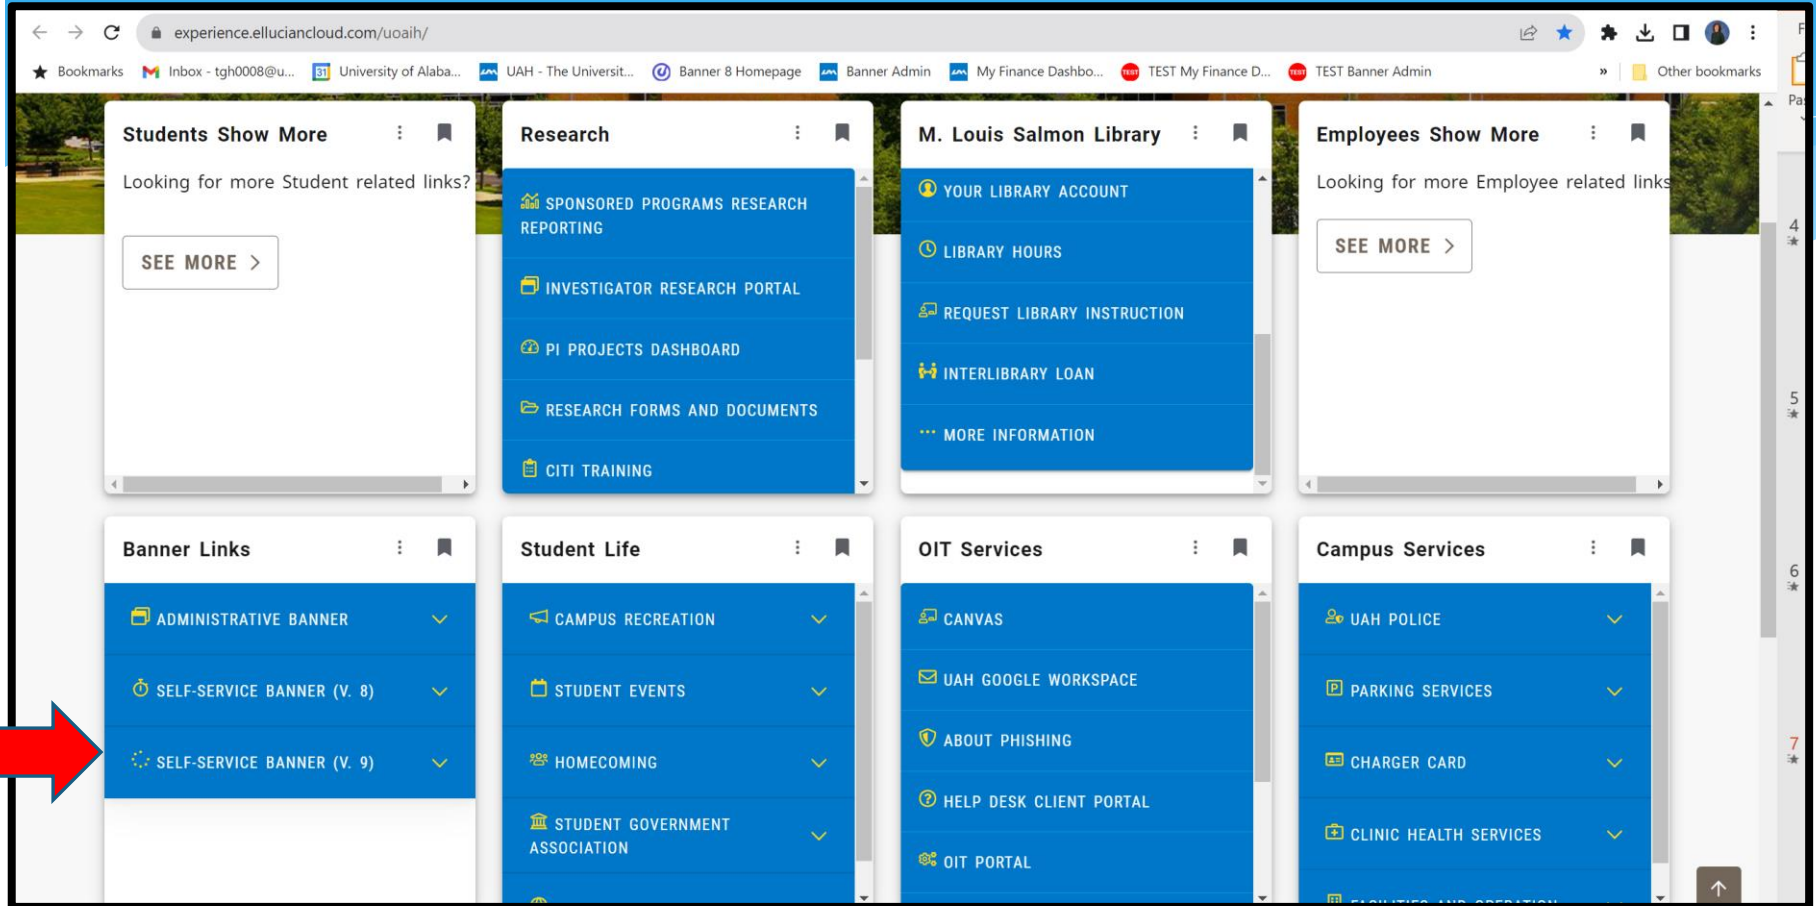 experience.elluciancloud.com/uoaih/
Bookmarks
Inbox - tgh0008@u...
31
University of Alaba...
UAH - The Universit...
Banner 8 Homepage
Banner Admin
My Finance Dashbo...
TEST
TEST My Finance D...
TEST
TEST Banner Admin
»
Other bookmarks
Students Show More
Looking for more Student related links?
SEE MORE >
Research
SPONSORED PROGRAMS RESEARCH
REPORTING
INVESTIGATOR RESEARCH PORTAL
PI PROJECTS DASHBOARD
RESEARCH FORMS AND DOCUMENTS
CITI TRAINING
M. Louis Salmon Library
YOUR LIBRARY ACCOUNT
LIBRARY HOURS
REQUEST LIBRARY INSTRUCTION
INTERLIBRARY LOAN
MORE INFORMATION
Employees Show More
Looking for more Employee related links
SEE MORE >
Banner Links
ADMINISTRATIVE BANNER
SELF-SERVICE BANNER (V. 8)
SELF-SERVICE BANNER (V. 9)
Student Life
CAMPUS RECREATION
STUDENT EVENTS
HOMECOMING
STUDENT GOVERNMENT
ASSOCIATION
OIT Services
CANVAS
UAH GOOGLE WORKSPACE
ABOUT PHISHING
HELP DESK CLIENT PORTAL
OIT PORTAL
Campus Services
UAH POLICE
P PARKING SERVICES
CHARGER CARD
CLINIC HEALTH SERVICES
FACILITIES AND OPERATION
4
5
6
7